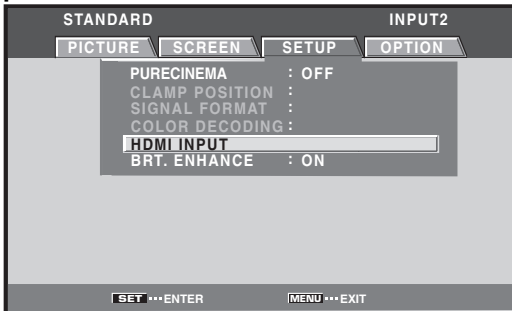 STANDARD INPUT2
PICTURE SCREEN SETUP OPTION
PURECINEMA : OFF
CLAMP POSITION :
SIGNAL FORMAT :
COLOR DECODING :
HDMI INPUT
BRT. ENHANCE : ON
SET ••• ENTER MENU ••• EXIT